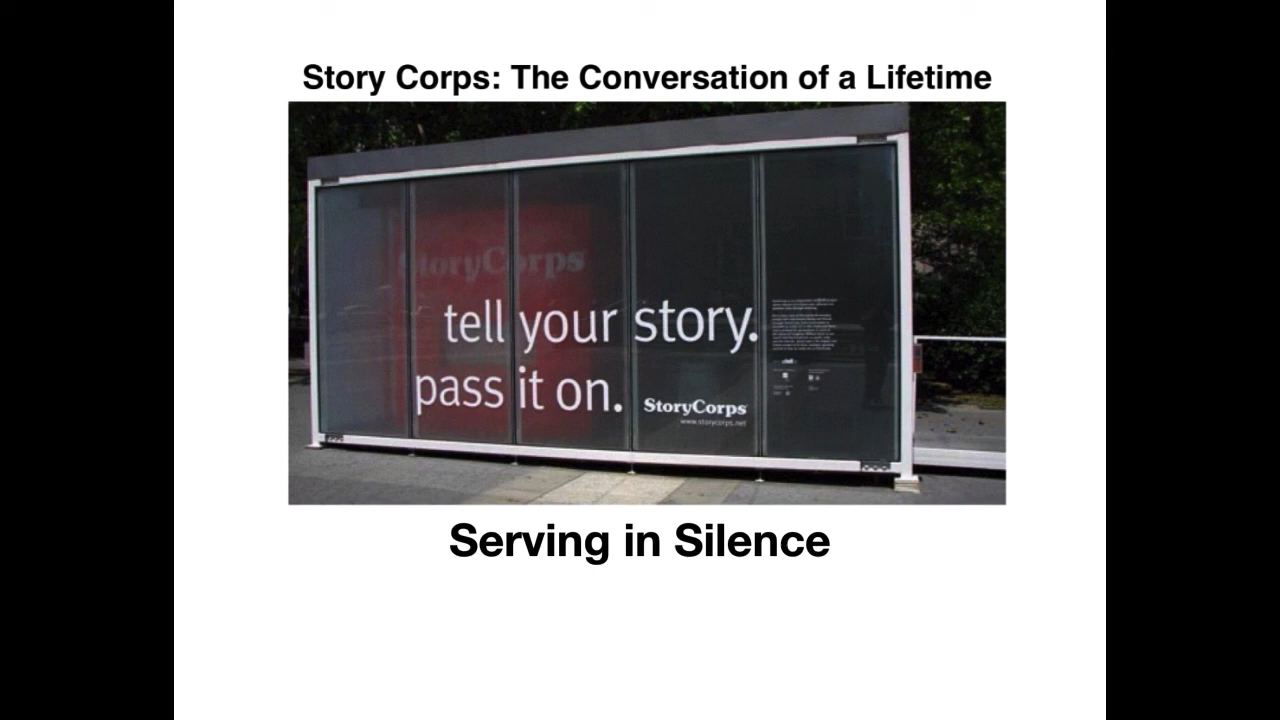 Story Corps: The Conversation of a Lifetime
StoryCorps
tell your story.
pass it on.
StoryCorps
www.storycorps.net
Serving in Silence